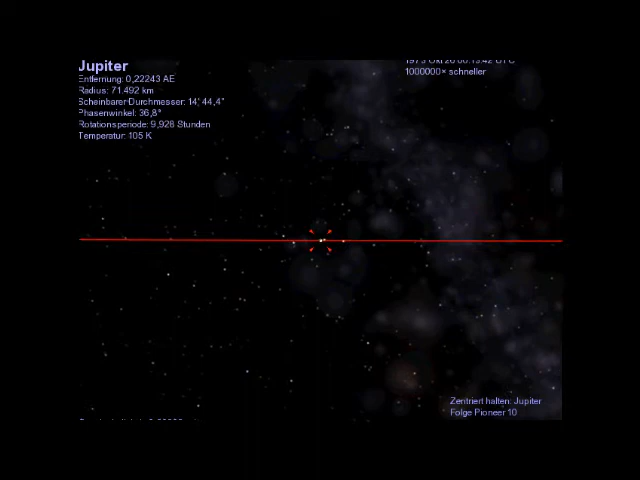 Jupiter
Entfernung: 0,22243 AE
Radius: 71.492 km
Scheinbarer Durchmesser: 14' 44,4"
Phasenwinkel: 36,8°
Rotationsperiode: 9,928 Stunden
Temperatur: 105 K
1000000× schneller
Zentriert halten: Jupiter
Folge Pioneer 10